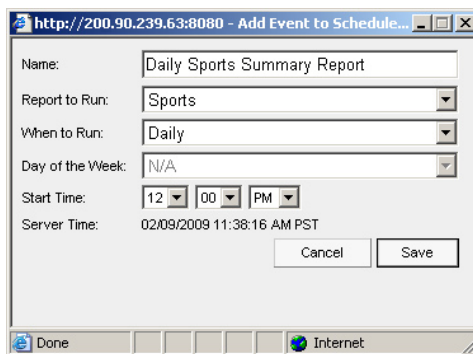 http://200.90.239.63:8080 - Add Event to Schedule...
Name: Daily Sports Summary Report
Report to Run: Sports
When to Run: Daily
Day of the Week: N/A
Start Time: 12 00 PM
Server Time: 02/09/2009 11:38:16 AM PST
Cancel Save
Done Internet